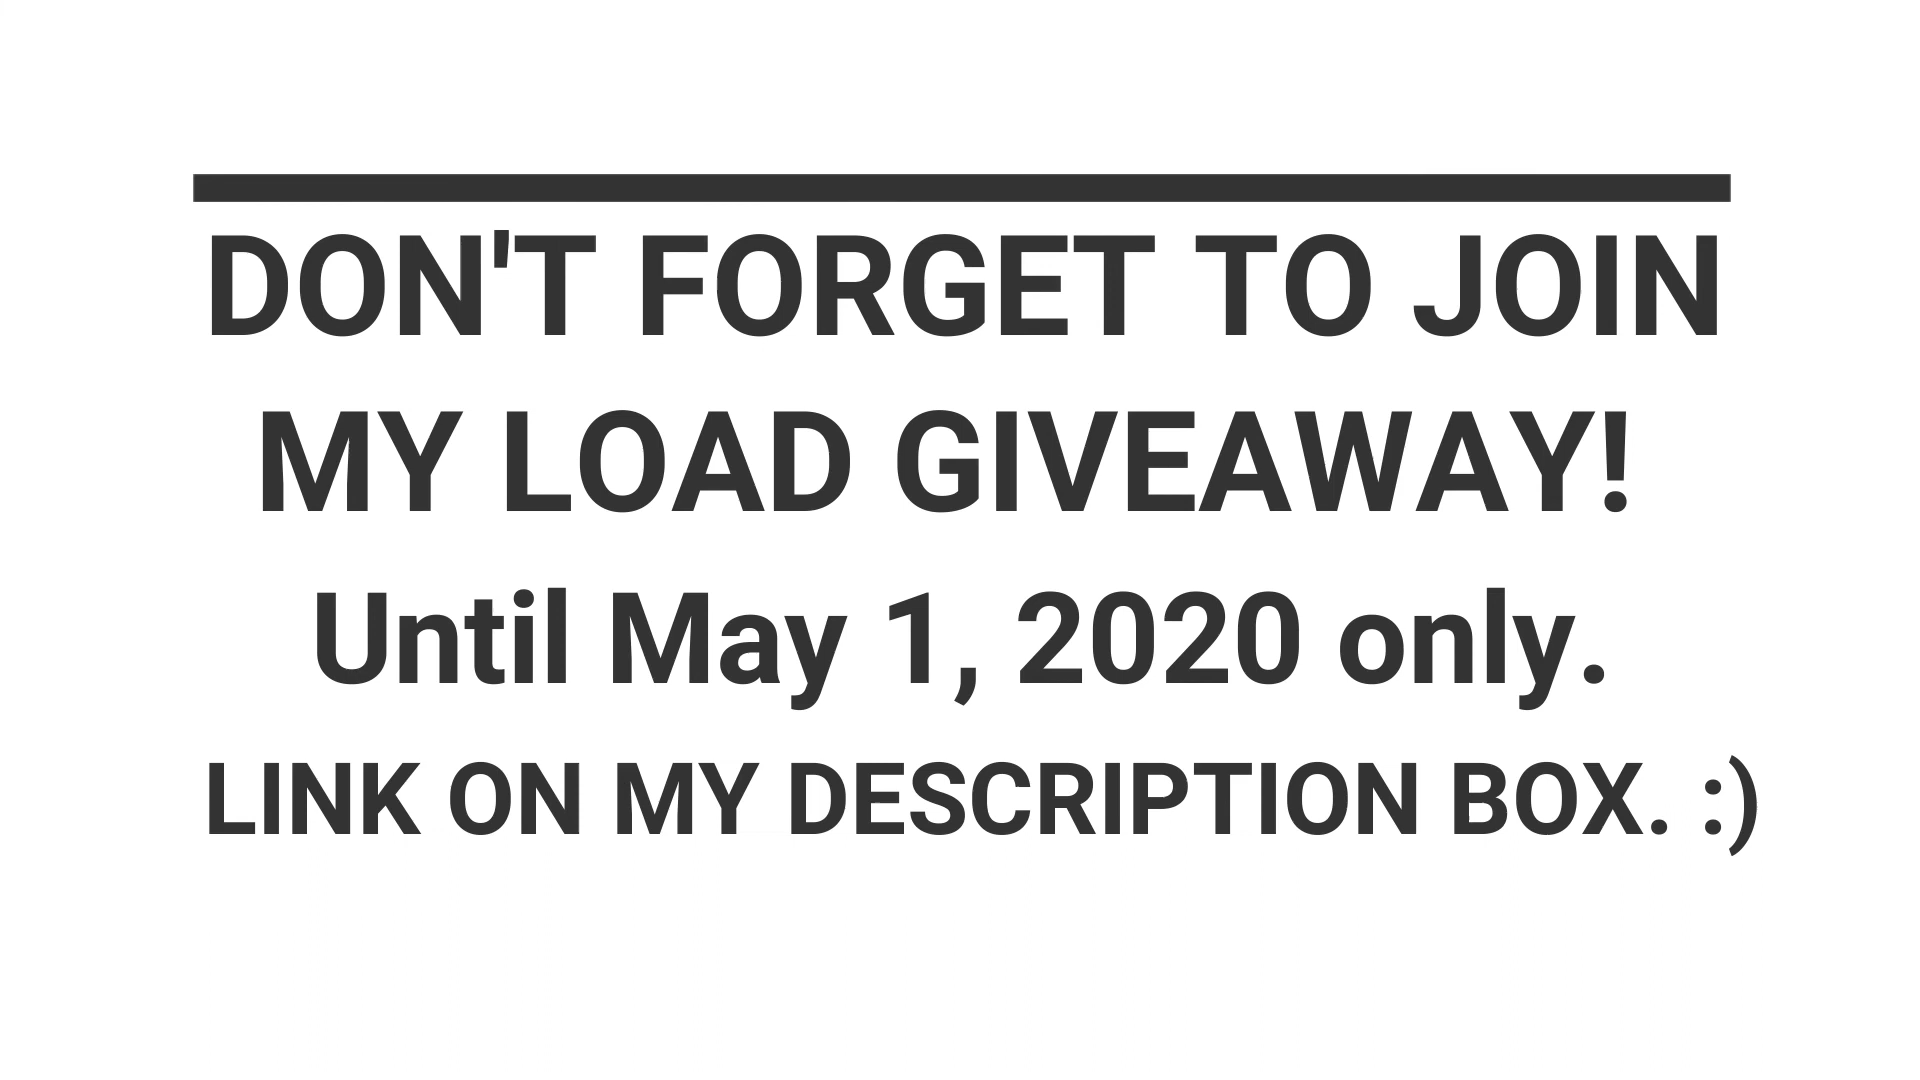 DON'T FORGET TO JOIN
MY LOAD GIVEAWAY!
Until May 1, 2020 only.
LINK ON MY DESCRIPTION BOX. :)